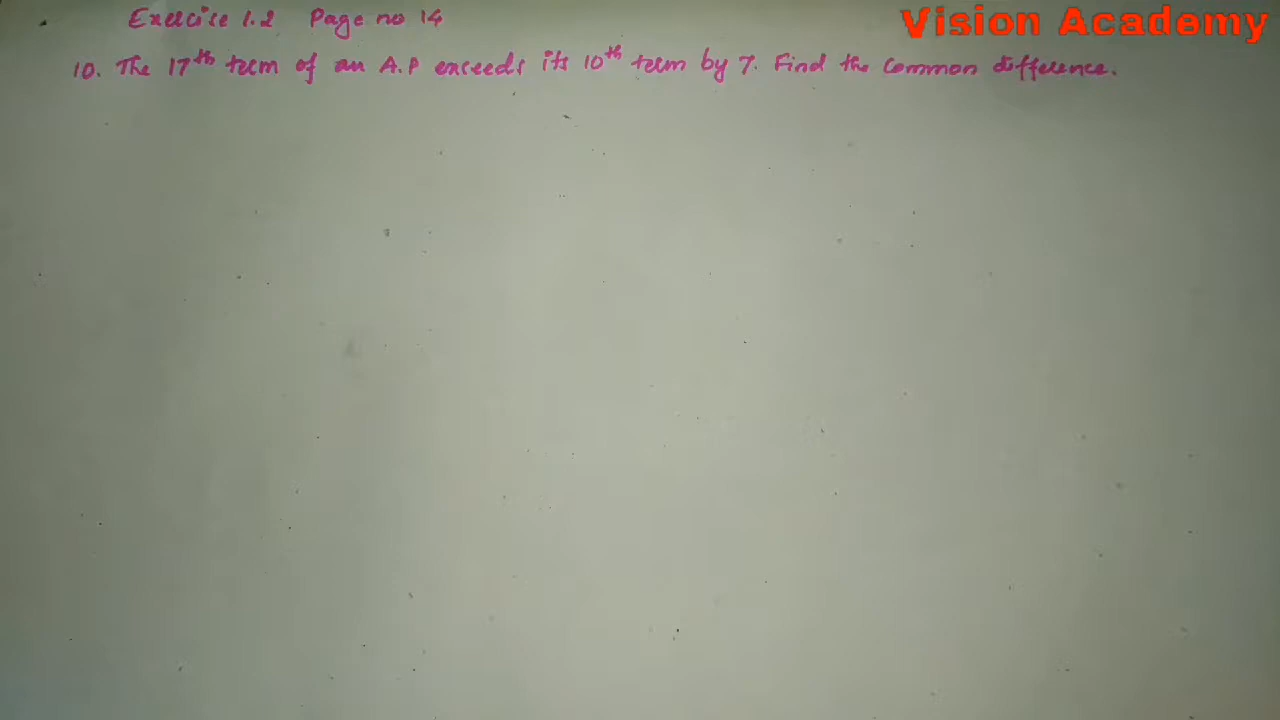 Exercise 1.2 Page no 14
Vision Academy
10. The 17th term of an A.P exceeds its 10th term by 7. Find the common difference.